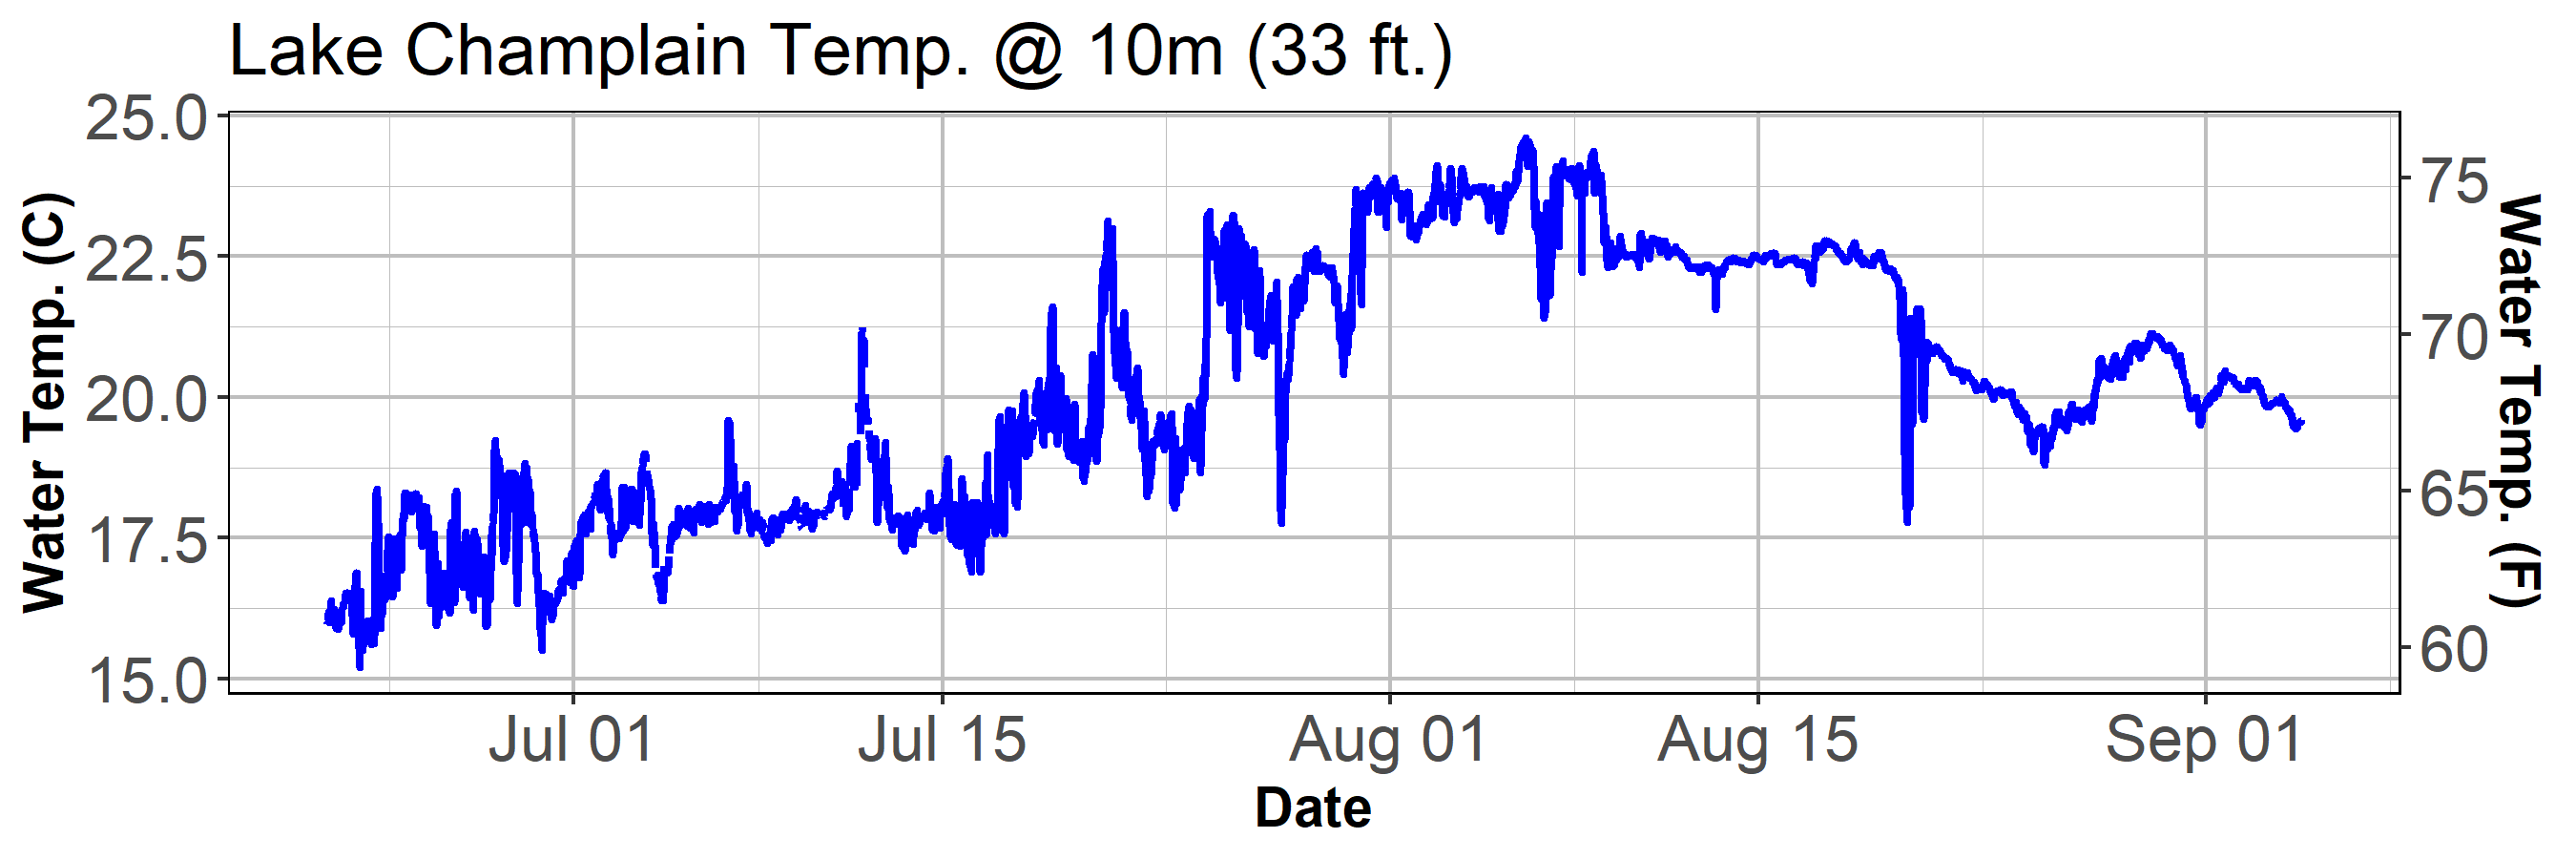 Lake Champlain Temp. @ 10m (33 ft.)
Water Temp. (C)
25.0
22.5
20.0
17.5
15.0
75
70
65
60
Water Temp. (F)
Jul 01
Jul 15
Aug 01
Aug 15
Sep 01
Date